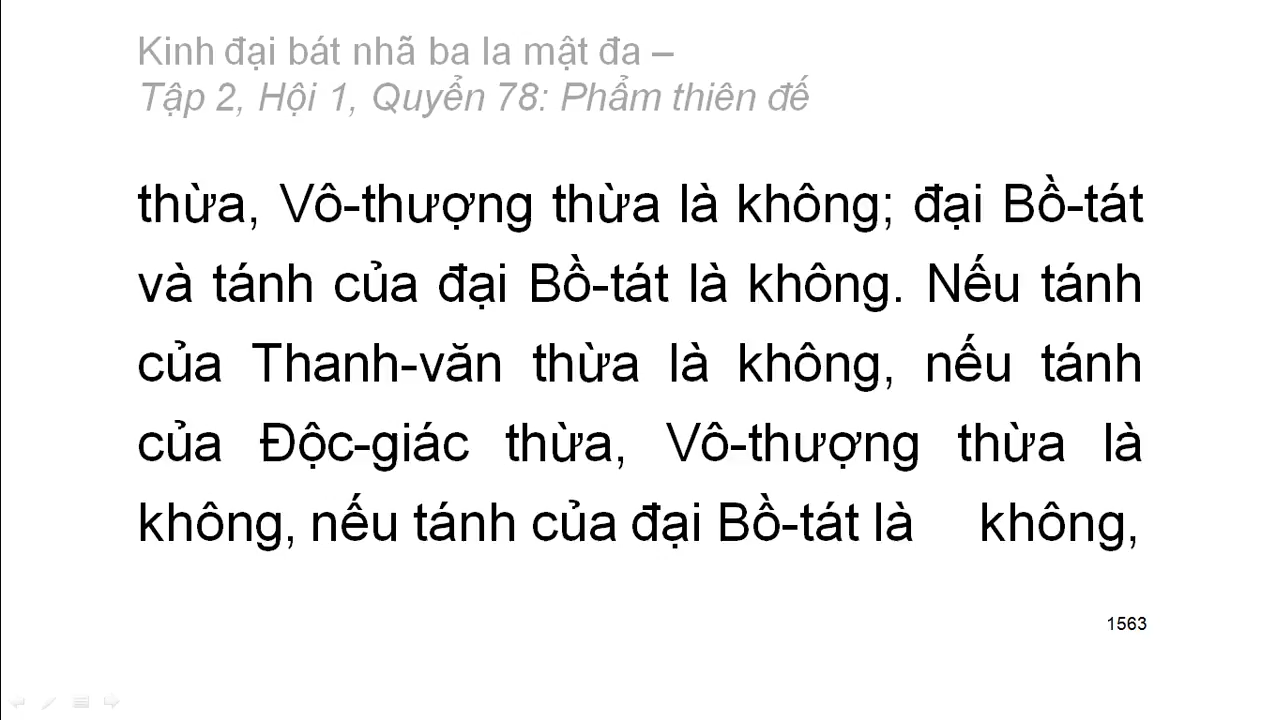 Kinh đại bát nhã ba la mật đa –
Tập 2, Hội 1, Quyển 78: Phẩm thiên đế
thừa, Vô-thượng thừa là không; đại Bồ-tát
và tánh của đại Bồ-tát là không. Nếu tánh
của Thanh-văn thừa là không, nếu tánh
của Độc-giác thừa, Vô-thượng thừa là
không, nếu tánh của đại Bồ-tát là không,
1563